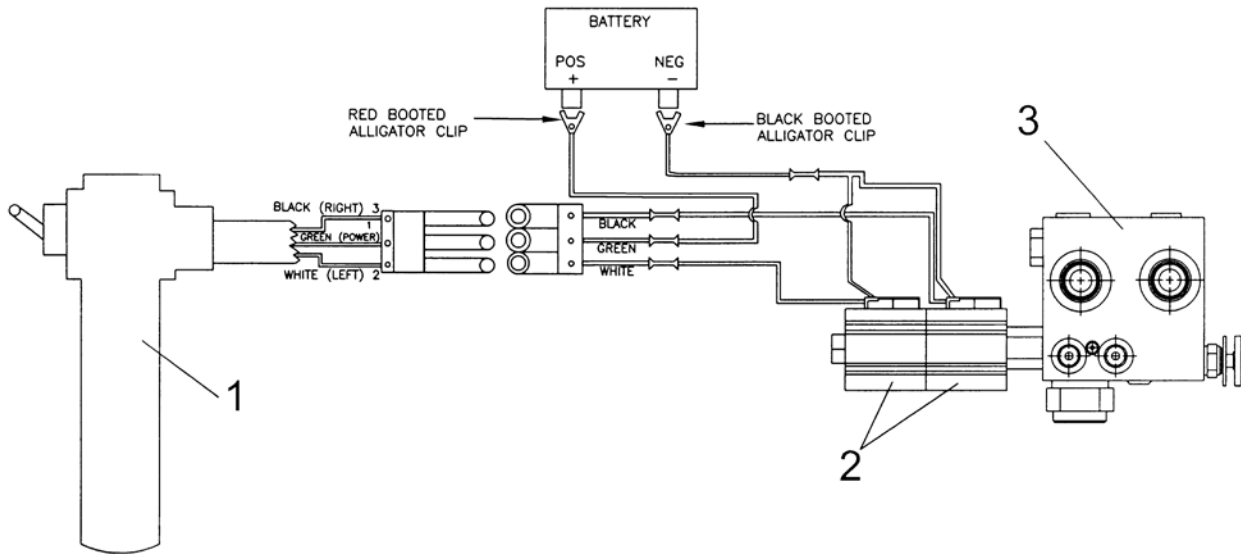 BATTERY
POS
NEG
+
-
RED BOOTED
ALLIGATOR CLIP
BLACK BOOTED
ALLIGATOR CLIP
3
BLACK (RIGHT) 3
1
GREEN (POWER)
WHITE (LEFT) 2
BLACK
GREEN
WHITE
1
2